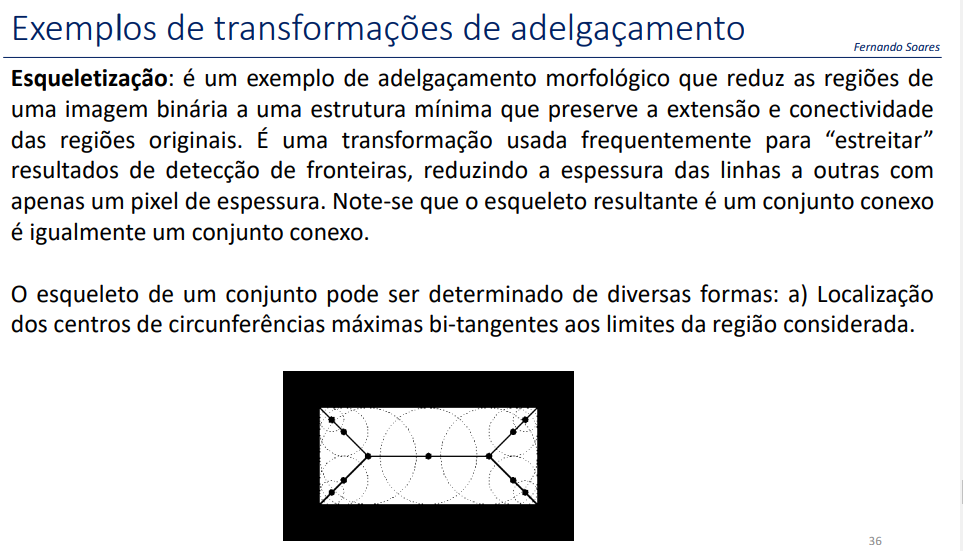 Exemplos de transformações de adelgaçamento
Fernando Soares
Esqueletização: é um exemplo de adelgaçamento morfológico que reduz as regiões de
uma imagem binária a uma estrutura mínima que preserve a extensão e conectividade
das regiões originais. É uma transformação usada frequentemente para “estreitar”
resultados de detecção de fronteiras, reduzindo a espessura das linhas a outras com
apenas um pixel de espessura. Note-se que o esqueleto resultante é um conjunto conexo
é igualmente um conjunto conexo.
O esqueleto de um conjunto pode ser determinado de diversas formas: a) Localização
dos centros de circunferências máximas bi-tangentes aos limites da região considerada.
36